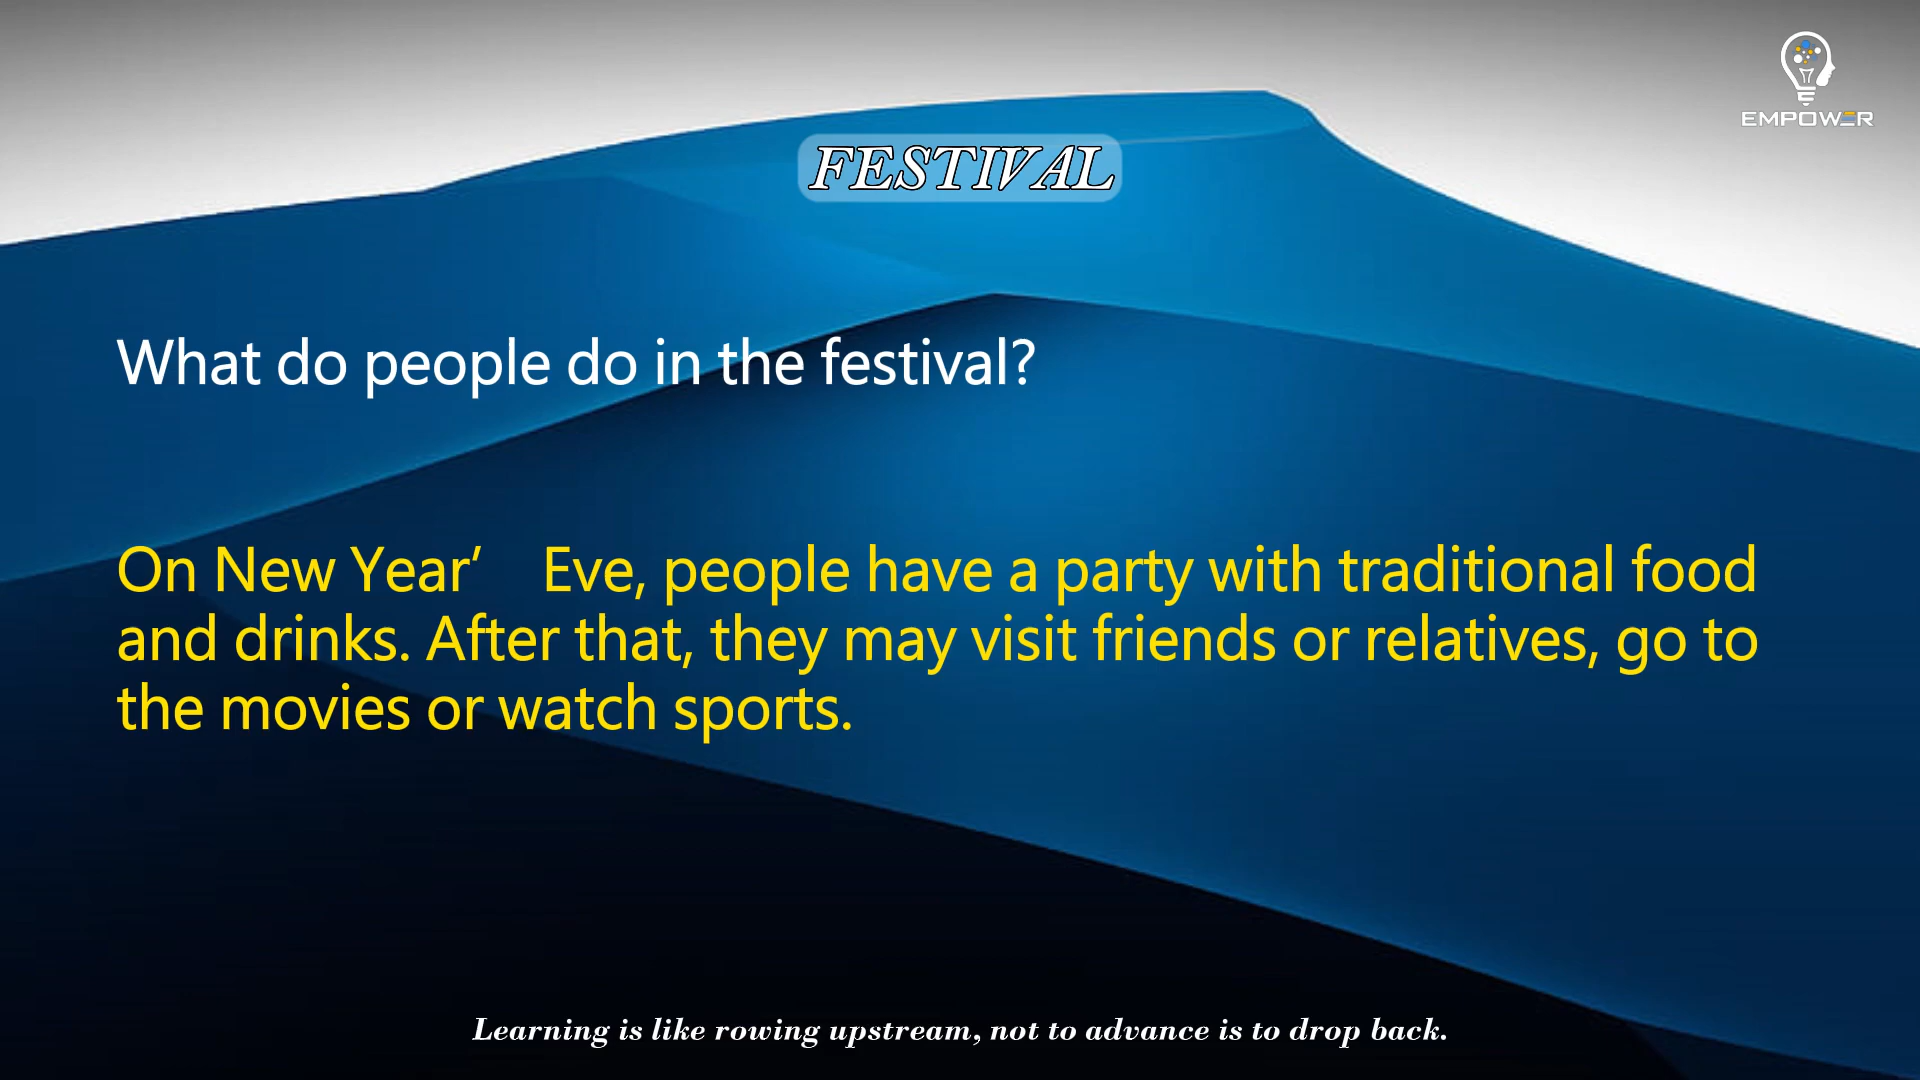 EMPOWER
FESTIVAL
What do people do in the festival?
On New Year’ Eve, people have a party with traditional food
and drinks. After that, they may visit friends or relatives, go to
the movies or watch sports.
Learning is like rowing upstream, not to advance is to drop back.